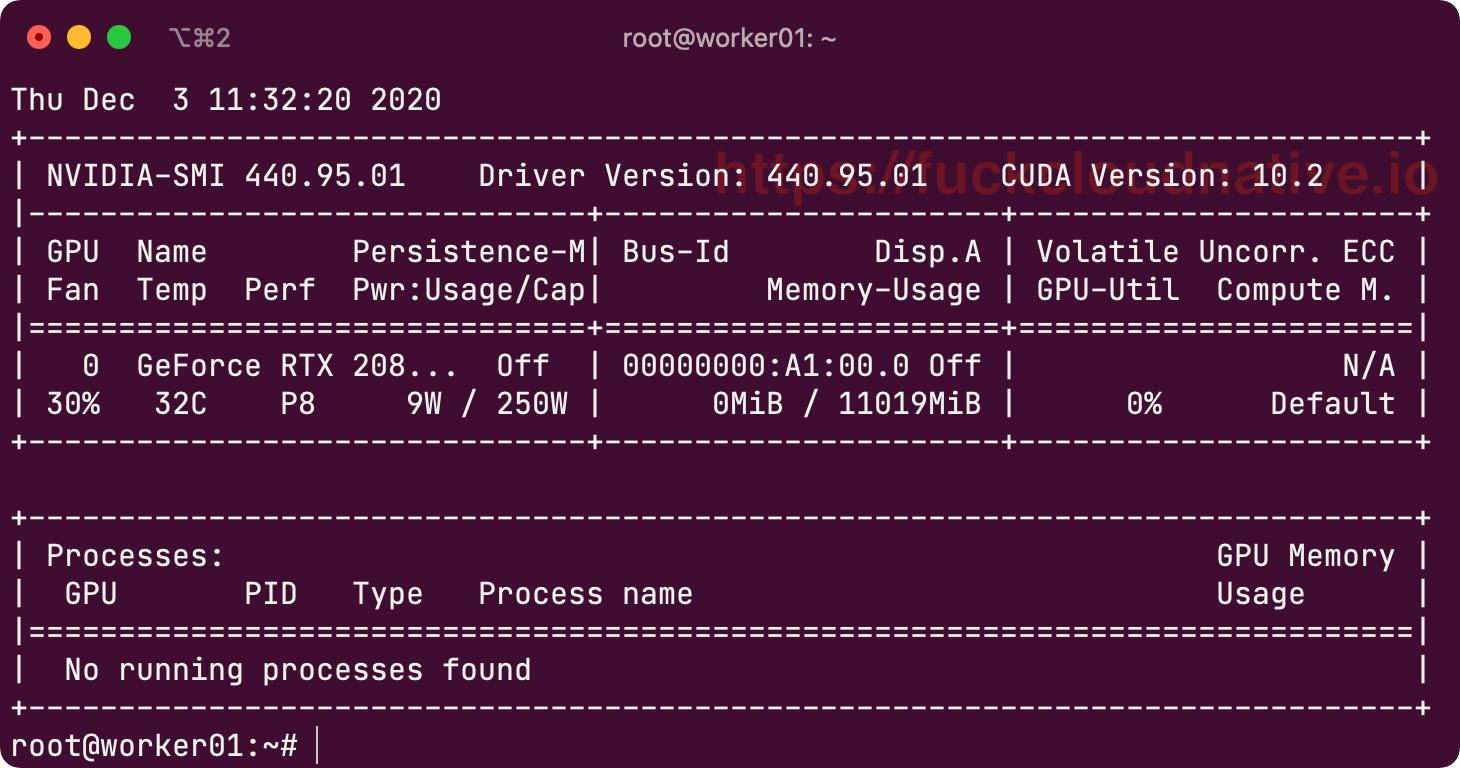 ⌥⌘2 root@worker01: ~
Thu Dec  3 11:32:20 2020
+-----------------------------------------------------------------------------+
| NVIDIA-SMI 440.95.01    Driver Version: 440.95.01    CUDA Version: 10.2     |
https://fuckcloudnative.io
|-------------------------------+----------------------+----------------------+
| GPU  Name        Persistence-M| Bus-Id        Disp.A | Volatile Uncorr. ECC |
| Fan  Temp  Perf  Pwr:Usage/Cap|         Memory-Usage | GPU-Util  Compute M. |
|===============================+======================+======================|
|   0  GeForce RTX 208...  Off  | 00000000:A1:00.0 Off |                  N/A |
| 30%   32C    P8     9W / 250W |      0MiB / 11019MiB |      0%      Default |
+-------------------------------+----------------------+----------------------+
+-----------------------------------------------------------------------------+
| Processes:                                                       GPU Memory |
|  GPU       PID   Type   Process name                             Usage      |
|=============================================================================|
|  No running processes found                                                 |
+-----------------------------------------------------------------------------+
root@worker01:~#